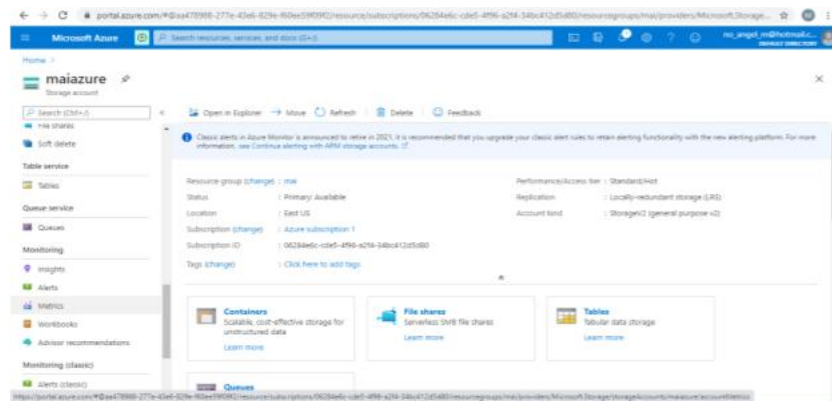 portal.azure.com/
Microsoft Azure
Search resources, services, and docs (G+/)
no_angel_m@hotmail.c...
DEFAULT DIRECTORY
Home >
maiazure
Storage account
Search (Ctrl+/)
Open in Explorer
Move
Refresh
Delete
Feedback
File shares
Soft delete
Table service
Tables
Queue service
Queues
Monitoring
Insights
Alerts
Metrics
Workbooks
Advisor recommendations
Monitoring (classic)
Alerts (classic)
Classic alerts in Azure Monitor is announced to retire in 2021, it is recommended that you upgrade your classic alert rules to retain alerting functionality with the new alerting platform. For more
information, see Continue alerting with ARM storage accounts.
Resource group (change) : mai
Status : Primary: Available
Location : East US
Subscription (change) : Azure subscription 1
Subscription ID :
Tags (change) : Click here to add tags
Performance/Access tier : Standard/Hot
Replication : Locally-redundant storage (LRS)
Account kind : StorageV2 (general purpose v2)
Containers
Scalable, cost-effective storage for
unstructured data
Learn more
File shares
Serverless SMB file shares
Learn more
Tables
Tabular data storage
Learn more
Queues